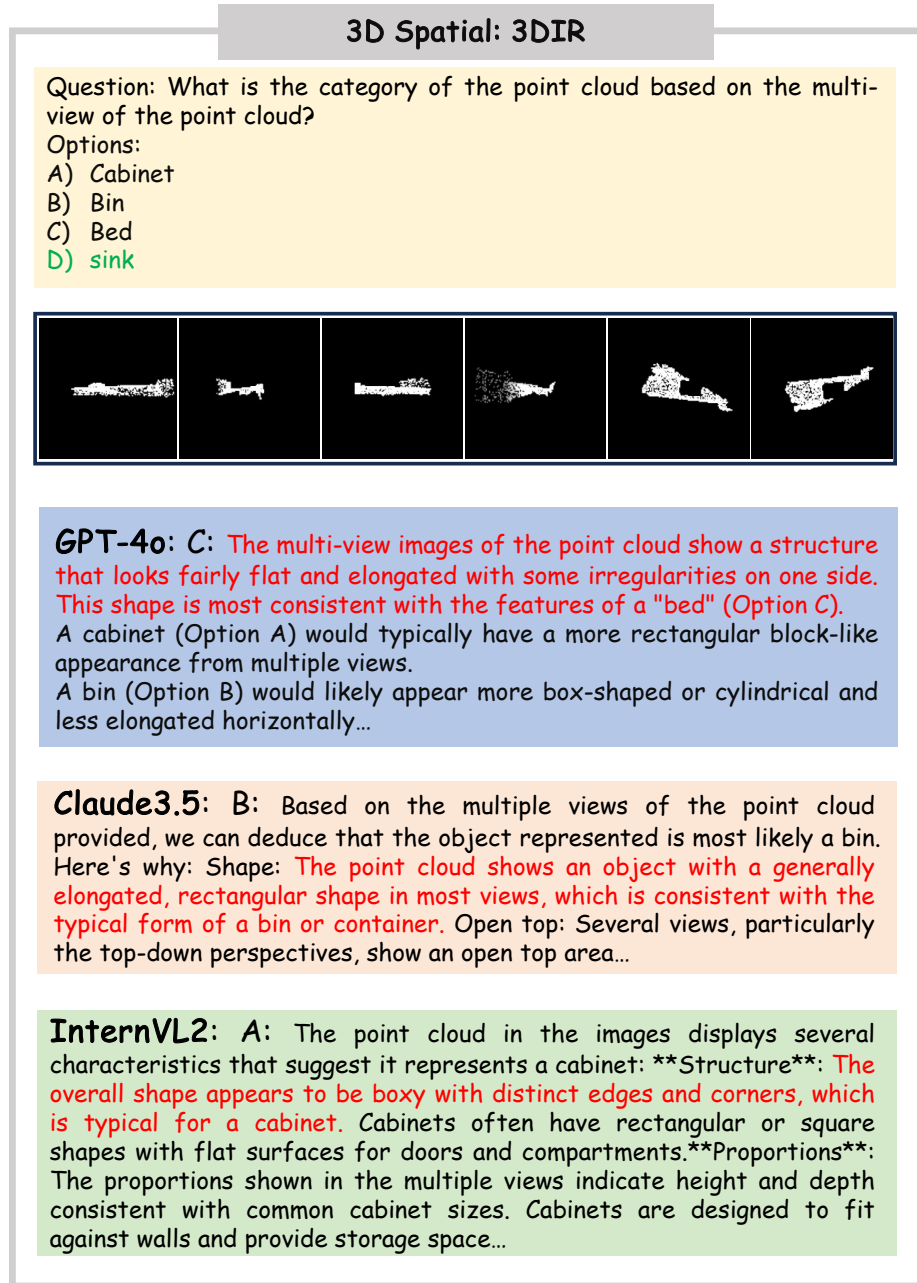 3D Spatial: 3DIR
Question: What is the category of the point cloud based on the multi-
view of the point cloud?
Options:
A) Cabinet
B) Bin
C) Bed
D) sink
GPT-4o: C: The multi-view images of the point cloud show a structure
that looks fairly flat and elongated with some irregularities on one side.
This shape is most consistent with the features of a "bed" (Option C).
A cabinet (Option A) would typically have a more rectangular block-like
appearance from multiple views.
A bin (Option B) would likely appear more box-shaped or cylindrical and
less elongated horizontally…
Claude3.5: B: Based on the multiple views of the point cloud
provided, we can deduce that the object represented is most likely a bin.
Here's why: Shape: The point cloud shows an object with a generally
elongated, rectangular shape in most views, which is consistent with the
typical form of a bin or container. Open top: Several views, particularly
the top-down perspectives, show an open top area…
InternVL2: A: The point cloud in the images displays several
characteristics that suggest it represents a cabinet: **Structure**: The
overall shape appears to be boxy with distinct edges and corners, which
is typical for a cabinet. Cabinets often have rectangular or square
shapes with flat surfaces for doors and compartments.**Proportions**:
The proportions shown in the multiple views indicate height and depth
consistent with common cabinet sizes. Cabinets are designed to fit
against walls and provide storage space…